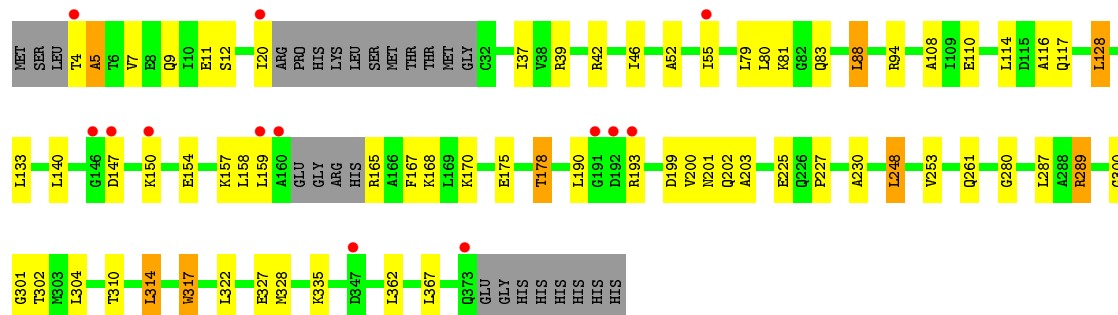 MET SER LEU T4 A5 T6 V7 E8 Q9 I10 E11 S12 I20 ARG PRO HIS LYS LEU SER MET THR THR MET GLY C32 I37 V38 R39 R42 I46 A52 I55 L79 L80 K81 G82 Q83 L88 R94 A108 I109 E110 L114 D115 A116 Q117 L128
L133 L140 G146 D147 K150 E154 K157 L158 L159 A160 GLU GLY ARG HIS R165 A166 F167 K168 L169 K170 E175 T178 L190 G191 D192 R193 D199 V200 N201 Q202 A203 E225 Q226 P227 A230 L248 V253 Q261 G280 L287 A288 R289
G301 T302 M303 L304 T310 L314 W317 L322 E327 M328 K335 D347 L362 L367 Q373 GLU GLY HIS HIS HIS HIS HIS HIS